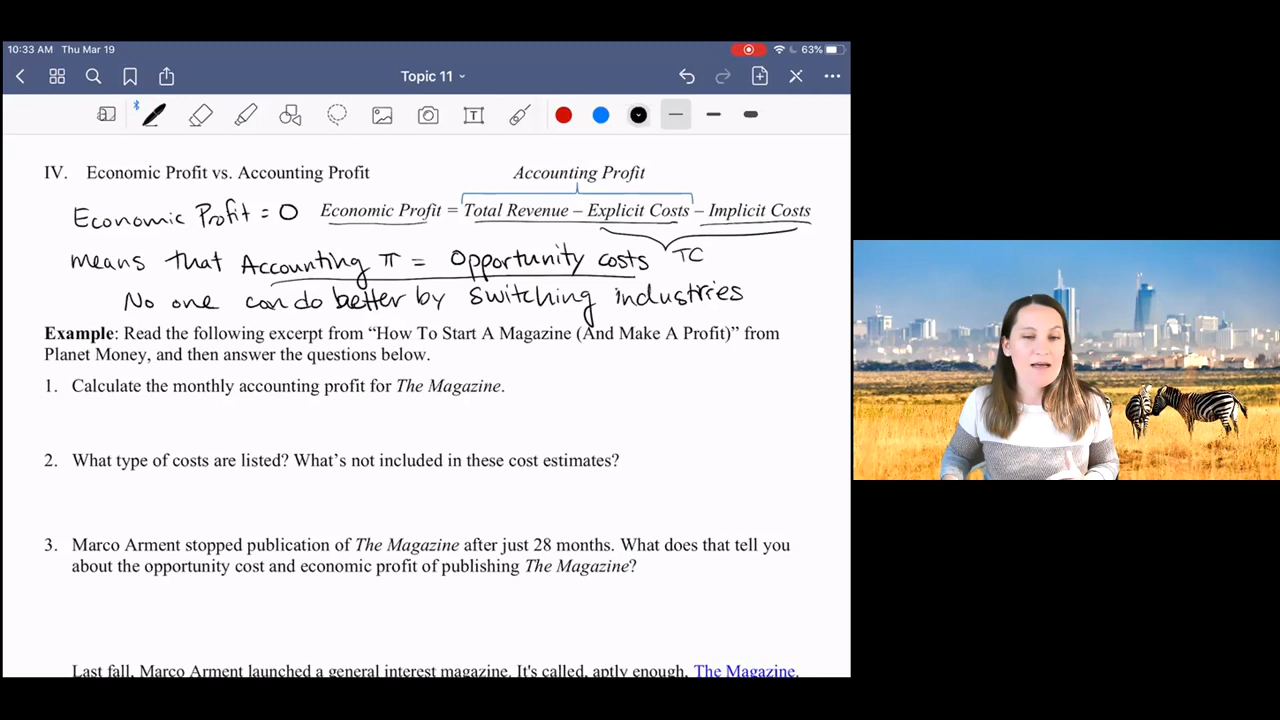 10:33 AM Thu Mar 19
63%
Topic 11
T
IV. Economic Profit vs. Accounting Profit
Accounting Profit
Economic Profit = 0
Economic Profit = Total Revenue – Explicit Costs – Implicit Costs
means that Accounting π = Opportunity costs
TC
No one can do better by switching industries
Example: Read the following excerpt from “How To Start A Magazine (And Make A Profit)” from
Planet Money, and then answer the questions below.
1. Calculate the monthly accounting profit for The Magazine.
2. What type of costs are listed? What’s not included in these cost estimates?
3. Marco Arment stopped publication of The Magazine after just 28 months. What does that tell you
about the opportunity cost and economic profit of publishing The Magazine?
Last fall, Marco Arment launched a general interest magazine. It's called, aptly enough, The Magazine.